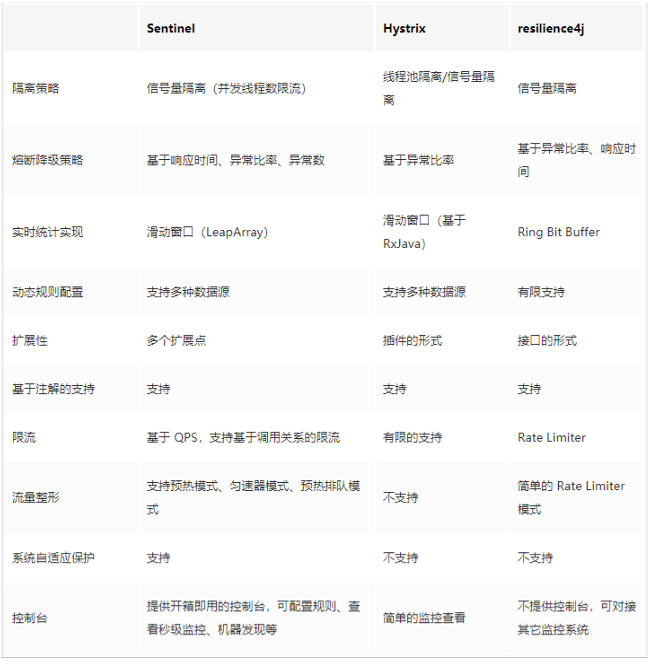 Sentinel Hystrix resilience4j
隔离策略 信号量隔离（并发线程数限流） 线程池隔离/信号量隔离 信号量隔离
熔断降级策略 基于响应时间、异常比率、异常数 基于异常比率 基于异常比率、响应时间
实时统计实现 滑动窗口（LeapArray） 滑动窗口（基于 RxJava） Ring Bit Buffer
动态规则配置 支持多种数据源 支持多种数据源 有限支持
扩展性 多个扩展点 插件的形式 接口的形式
基于注解的支持 支持 支持 支持
限流 基于 QPS，支持基于调用关系的限流 有限的支持 Rate Limiter
流量整形 支持预热模式、匀速器模式、预热排队模式 不支持 简单的 Rate Limiter 模式
系统自适应保护 支持 不支持 不支持
控制台 提供开箱即用的控制台，可配置规则、查看秒级监控、机器发现等 简单的监控查看 不提供控制台，可对接其它监控系统